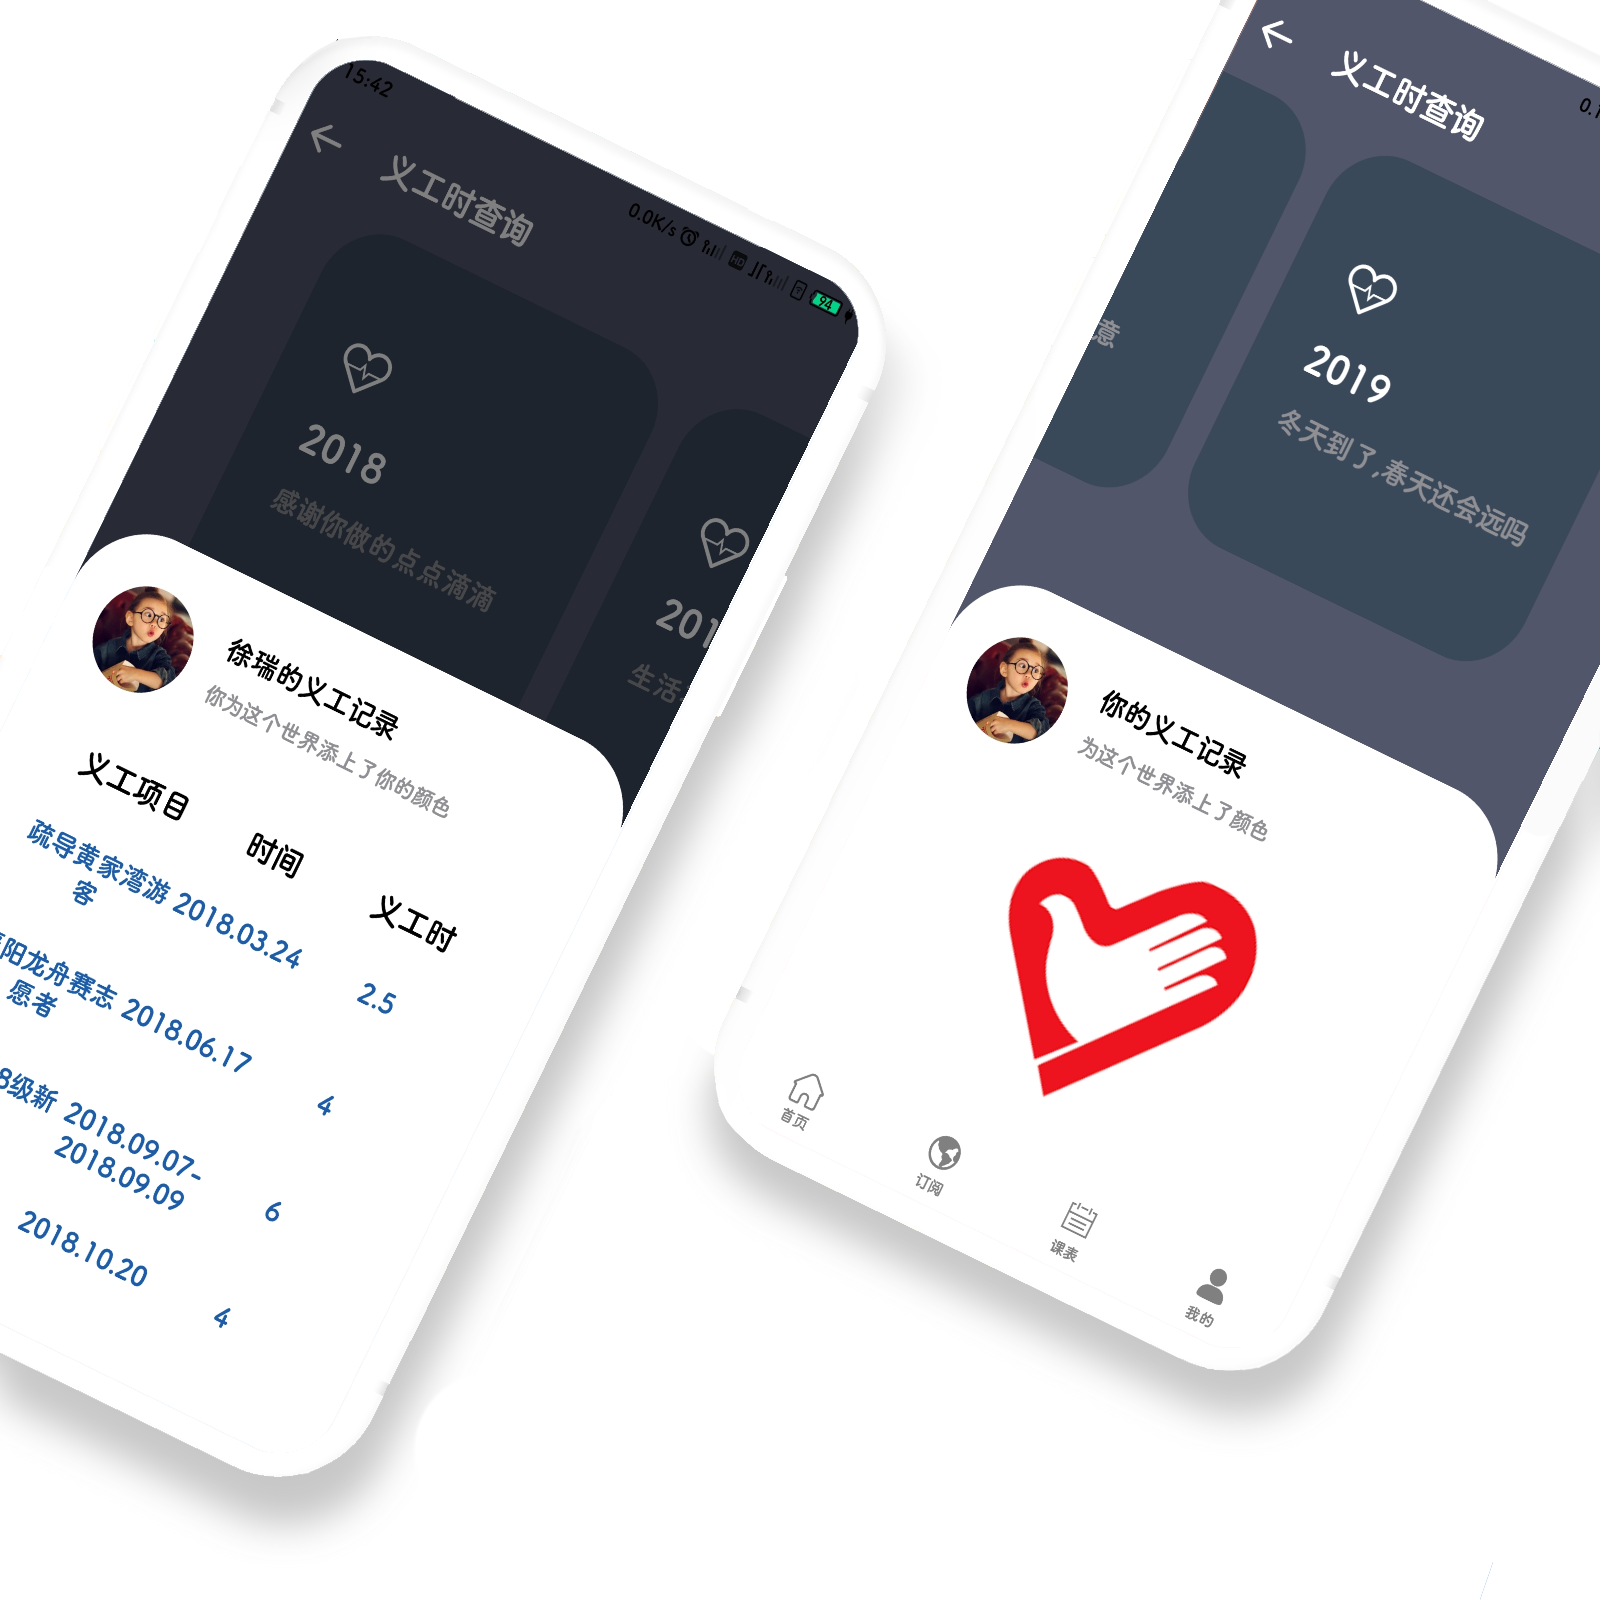 15:42
0.0K/s
HD
94
义工时查询
2018
感谢你做的点点滴滴
201
生活
徐瑞的义工记录
你为这个世界添上了你的颜色
义工项目 时间 义工时
疏导黄家湾游 2018.03.24 2.5
客
阳龙舟赛志 2018.06.17 4
愿者
8级新 2018.09.07- 6
2018.09.09
2018.10.20 4
0.1
义工时查询
意
2019
冬天到了,春天还会远吗
你的义工记录
为这个世界添上了颜色
首页
订阅
课表
我的